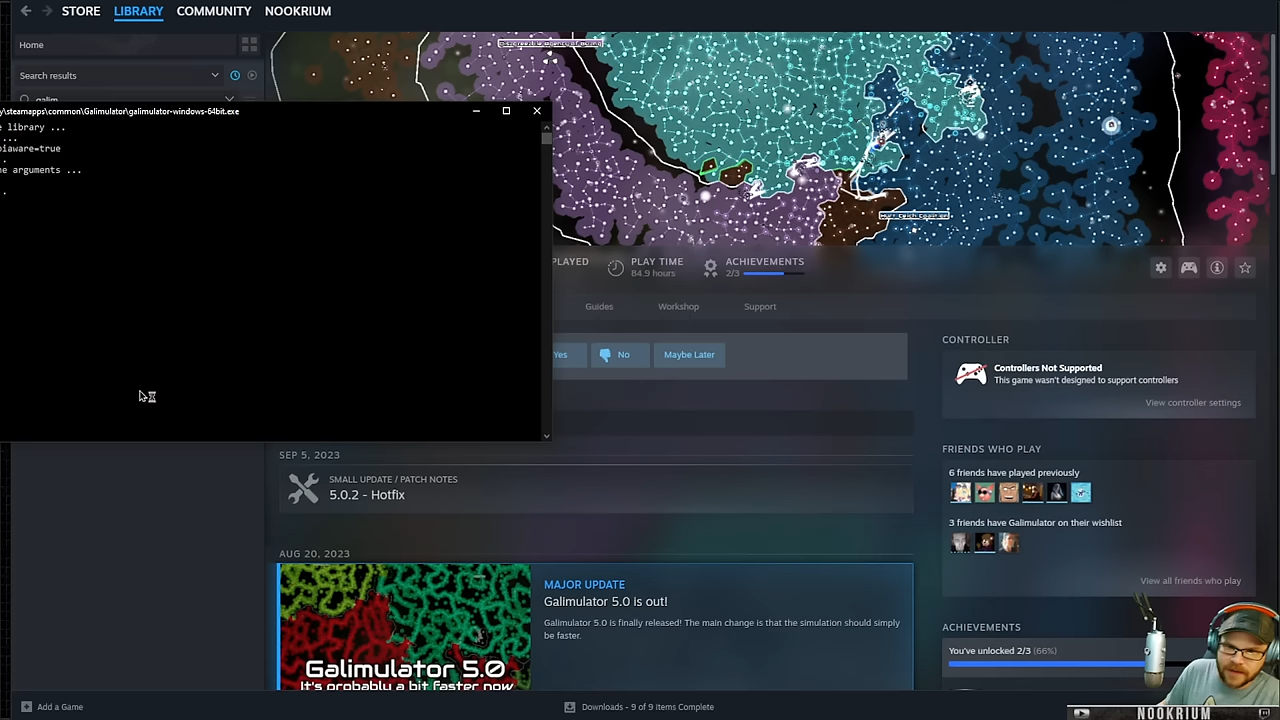 STORE LIBRARY COMMUNITY NOOKRIUM
Home
Search results
galim
y\steamapps\common\Galimulator\galimulator-windows-64bit.exe
e library ...
...
piaware=true
.
ne arguments ...
.
PLAYED
PLAY TIME
84.9 hours
ACHIEVEMENTS
2/3
Guides Workshop Support
Yes No Maybe Later
CONTROLLER
Controllers Not Supported
This game wasn't designed to support controllers
View controller settings
SEP 5, 2023
SMALL UPDATE / PATCH NOTES
5.0.2 - Hotfix
FRIENDS WHO PLAY
6 friends have played previously
3 friends have Galimulator on their wishlist
View all friends who play
AUG 20, 2023
MAJOR UPDATE
Galimulator 5.0 is out!
Galimulator 5.0 is finally released! The main change is that the simulation should simply
be faster.
Galimulator 5.0
It's probably a bit faster now
ACHIEVEMENTS
You've unlocked 2/3 (66%)
Add a Game
Downloads - 9 of 9 Items Complete
NOOKRIUM